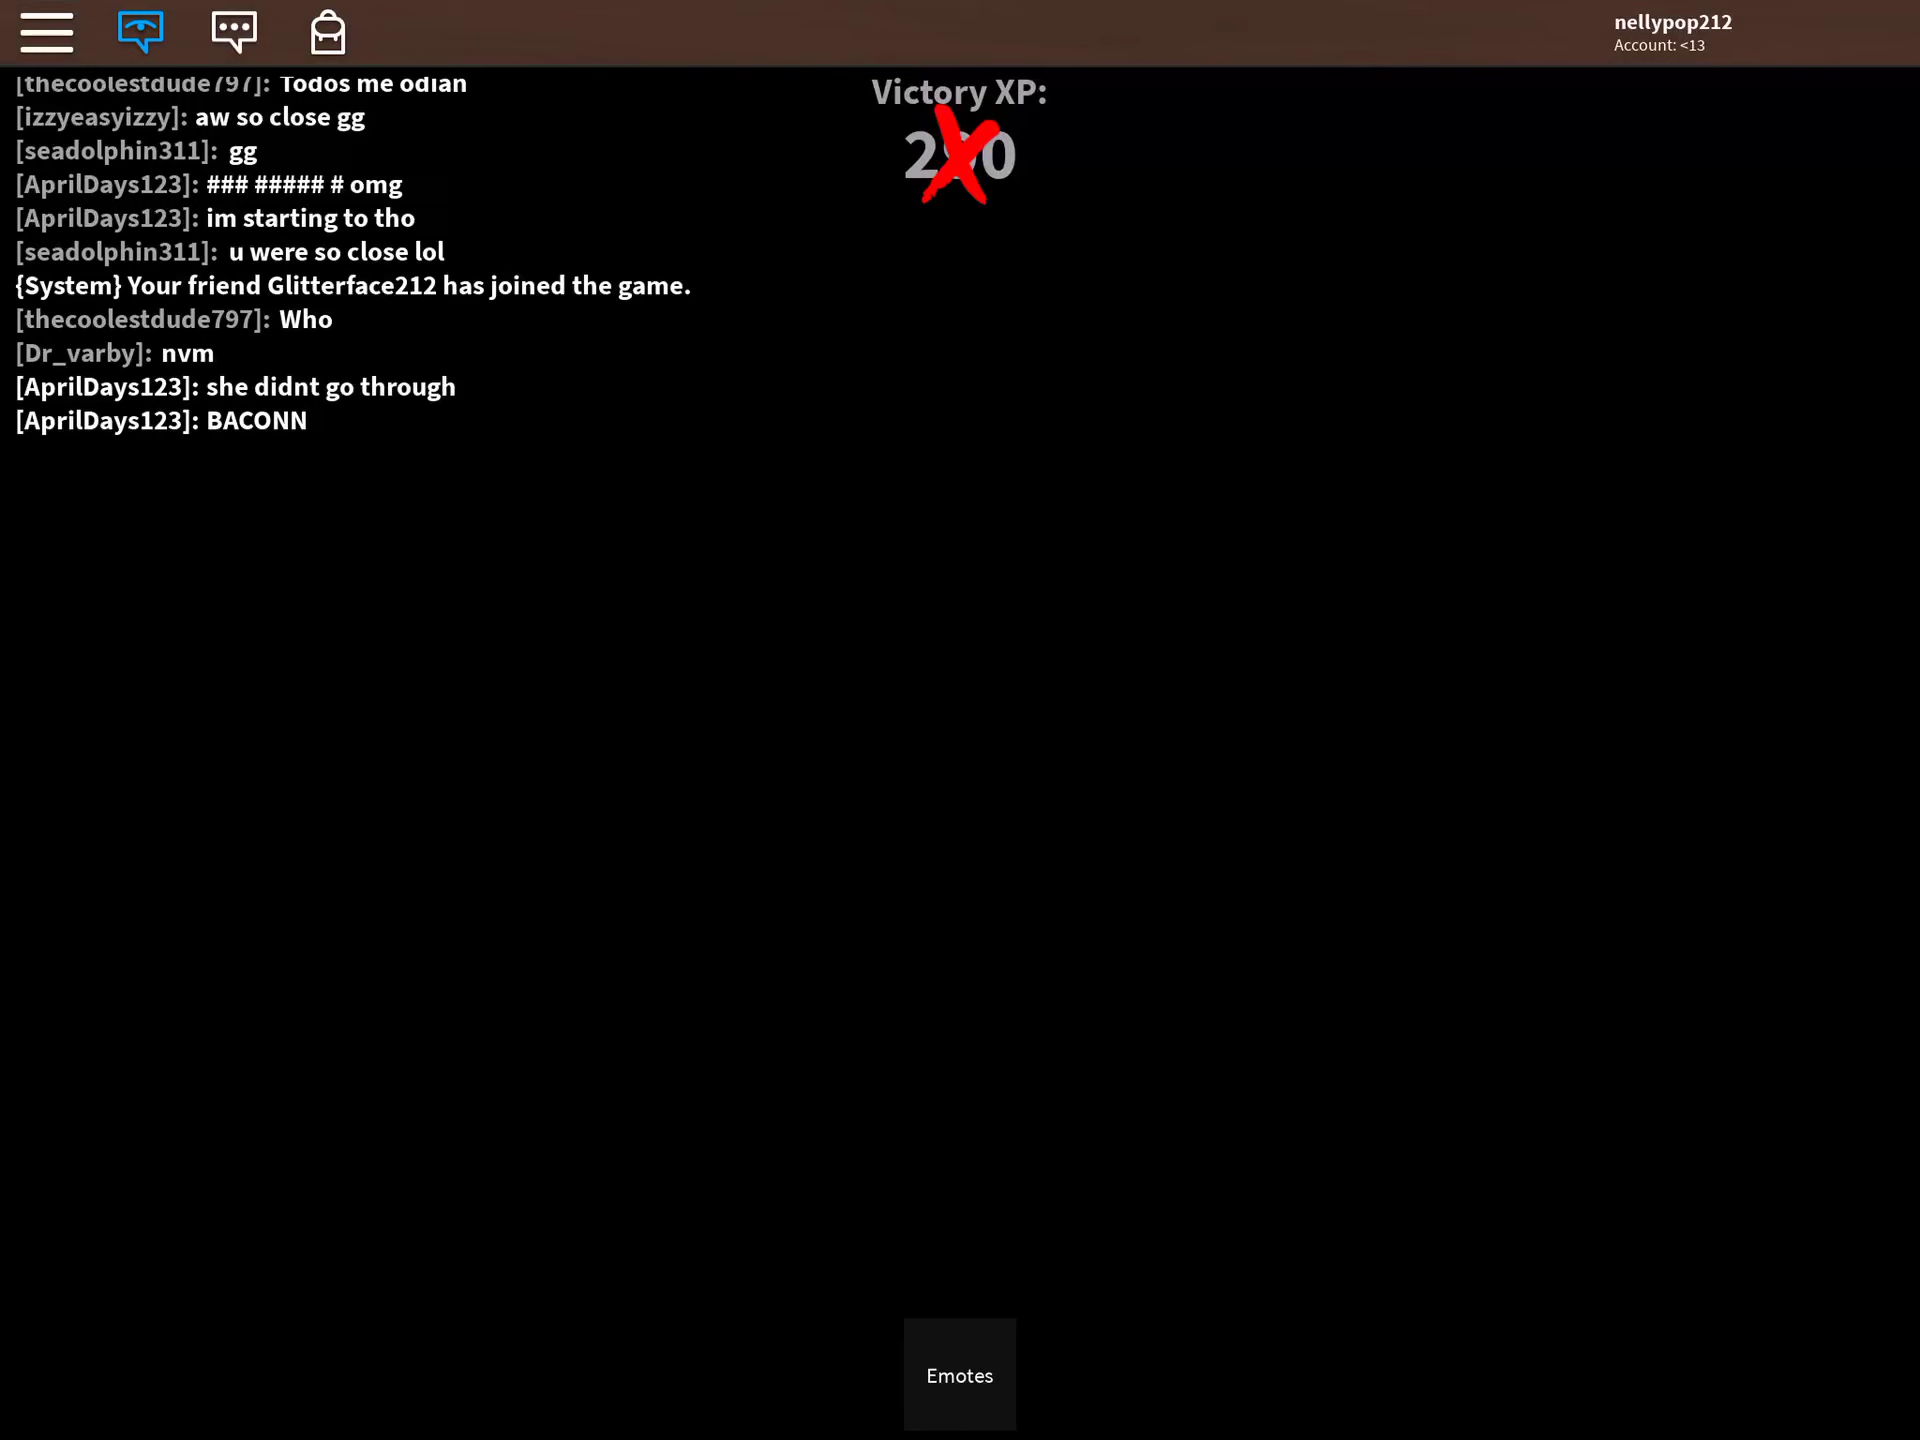 nellypop212
Account: <13
[thecoolestdude797]: Todos me odian
[izzyeasyizzy]: aw so close gg
[seadolphin311]: gg
[AprilDays123]: ### ##### # omg
[AprilDays123]: im starting to tho
[seadolphin311]: u were so close lol
{System} Your friend Glitterface212 has joined the game.
[thecoolestdude797]: Who
[Dr_varby]: nvm
[AprilDays123]: she didnt go through
[AprilDays123]: BACONN
Victory XP:
290
Emotes